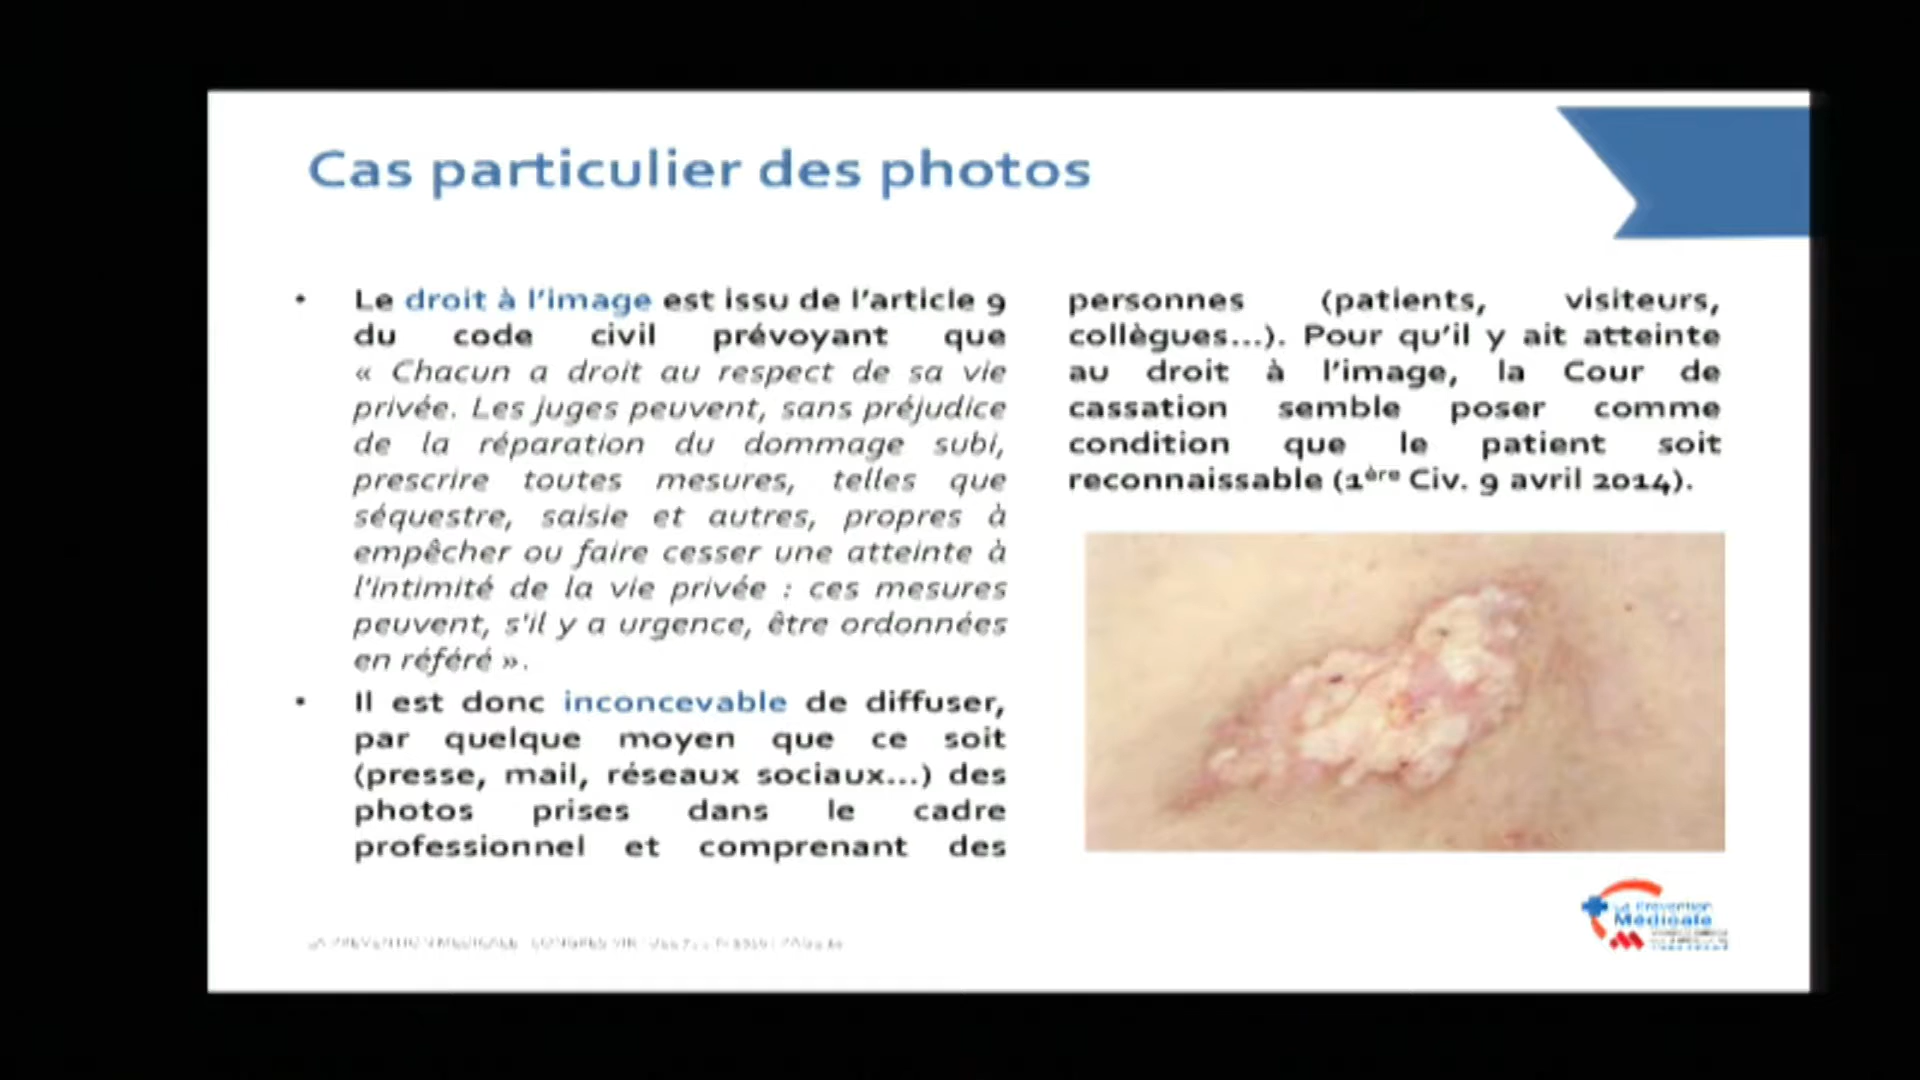 Cas particulier des photos
• Le droit à l'image est issu de l'article 9
du code civil prévoyant que
« Chacun a droit au respect de sa vie
privée. Les juges peuvent, sans préjudice
de la réparation du dommage subi,
prescrire toutes mesures, telles que
séquestre, saisie et autres, propres à
empêcher ou faire cesser une atteinte à
l'intimité de la vie privée : ces mesures
peuvent, s'il y a urgence, être ordonnées
en référé ».
• Il est donc inconcevable de diffuser,
par quelque moyen que ce soit
(presse, mail, réseaux sociaux...) des
photos prises dans le cadre
professionnel et comprenant des
personnes (patients, visiteurs,
collègues...). Pour qu'il y ait atteinte
au droit à l'image, la Cour de
cassation semble poser comme
condition que le patient soit
reconnaissable (1ère Civ. 9 avril 2014).
La Prévention
Médicale